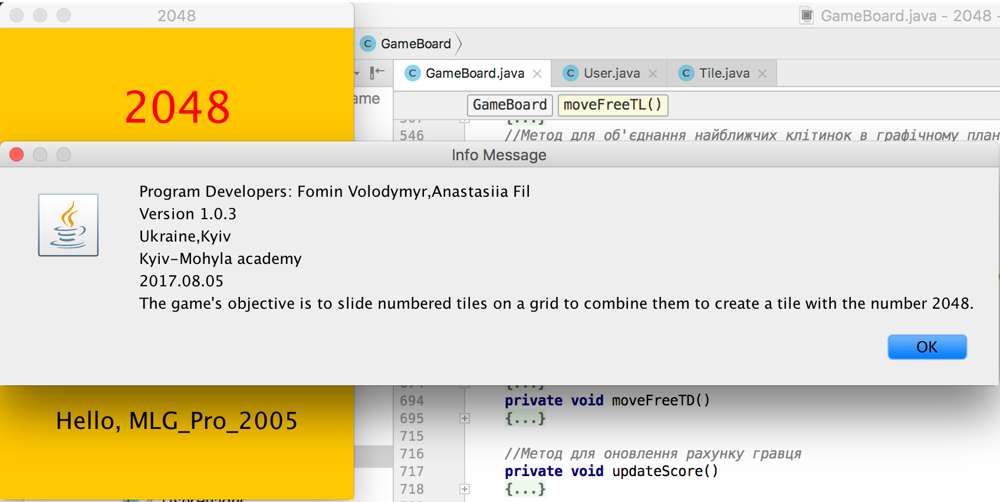 2048
GameBoard.java - 2048 -
GameBoard
GameBoard.java
User.java
Tile.java
ame
2048
GameBoard
moveFreeTL()
{...}
546
//Метод для об'єднання найближчих клітинок в графічному план
Info Message
Program Developers: Fomin Volodymyr,Anastasiia Fil
Version 1.0.3
Ukraine,Kyiv
Kyiv-Mohyla academy
2017.08.05
The game's objective is to slide numbered tiles on a grid to combine them to create a tile with the number 2048.
OK
{...}
694 private void moveFreeTD()
695 {...}
715
716 //Метод для оновлення рахунку гравця
717 private void updateScore()
718 {...}
Hello, MLG_Pro_2005